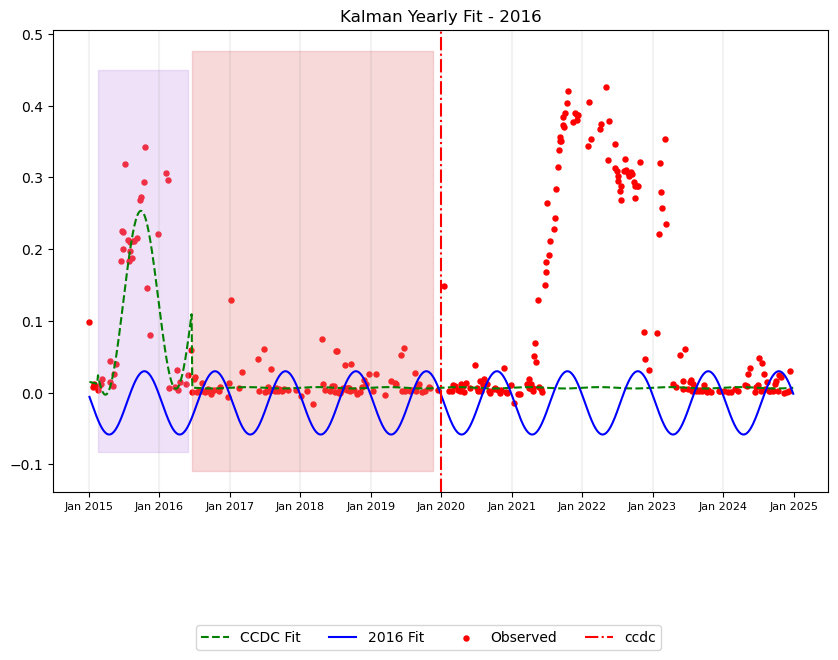 Kalman Yearly Fit - 2016
0.5
0.4
0.3
0.2
0.1
0.0
−0.1
Jan 2015 Jan 2016 Jan 2017 Jan 2018 Jan 2019 Jan 2020 Jan 2021 Jan 2022 Jan 2023 Jan 2024 Jan 2025
CCDC Fit 2016 Fit Observed ccdc